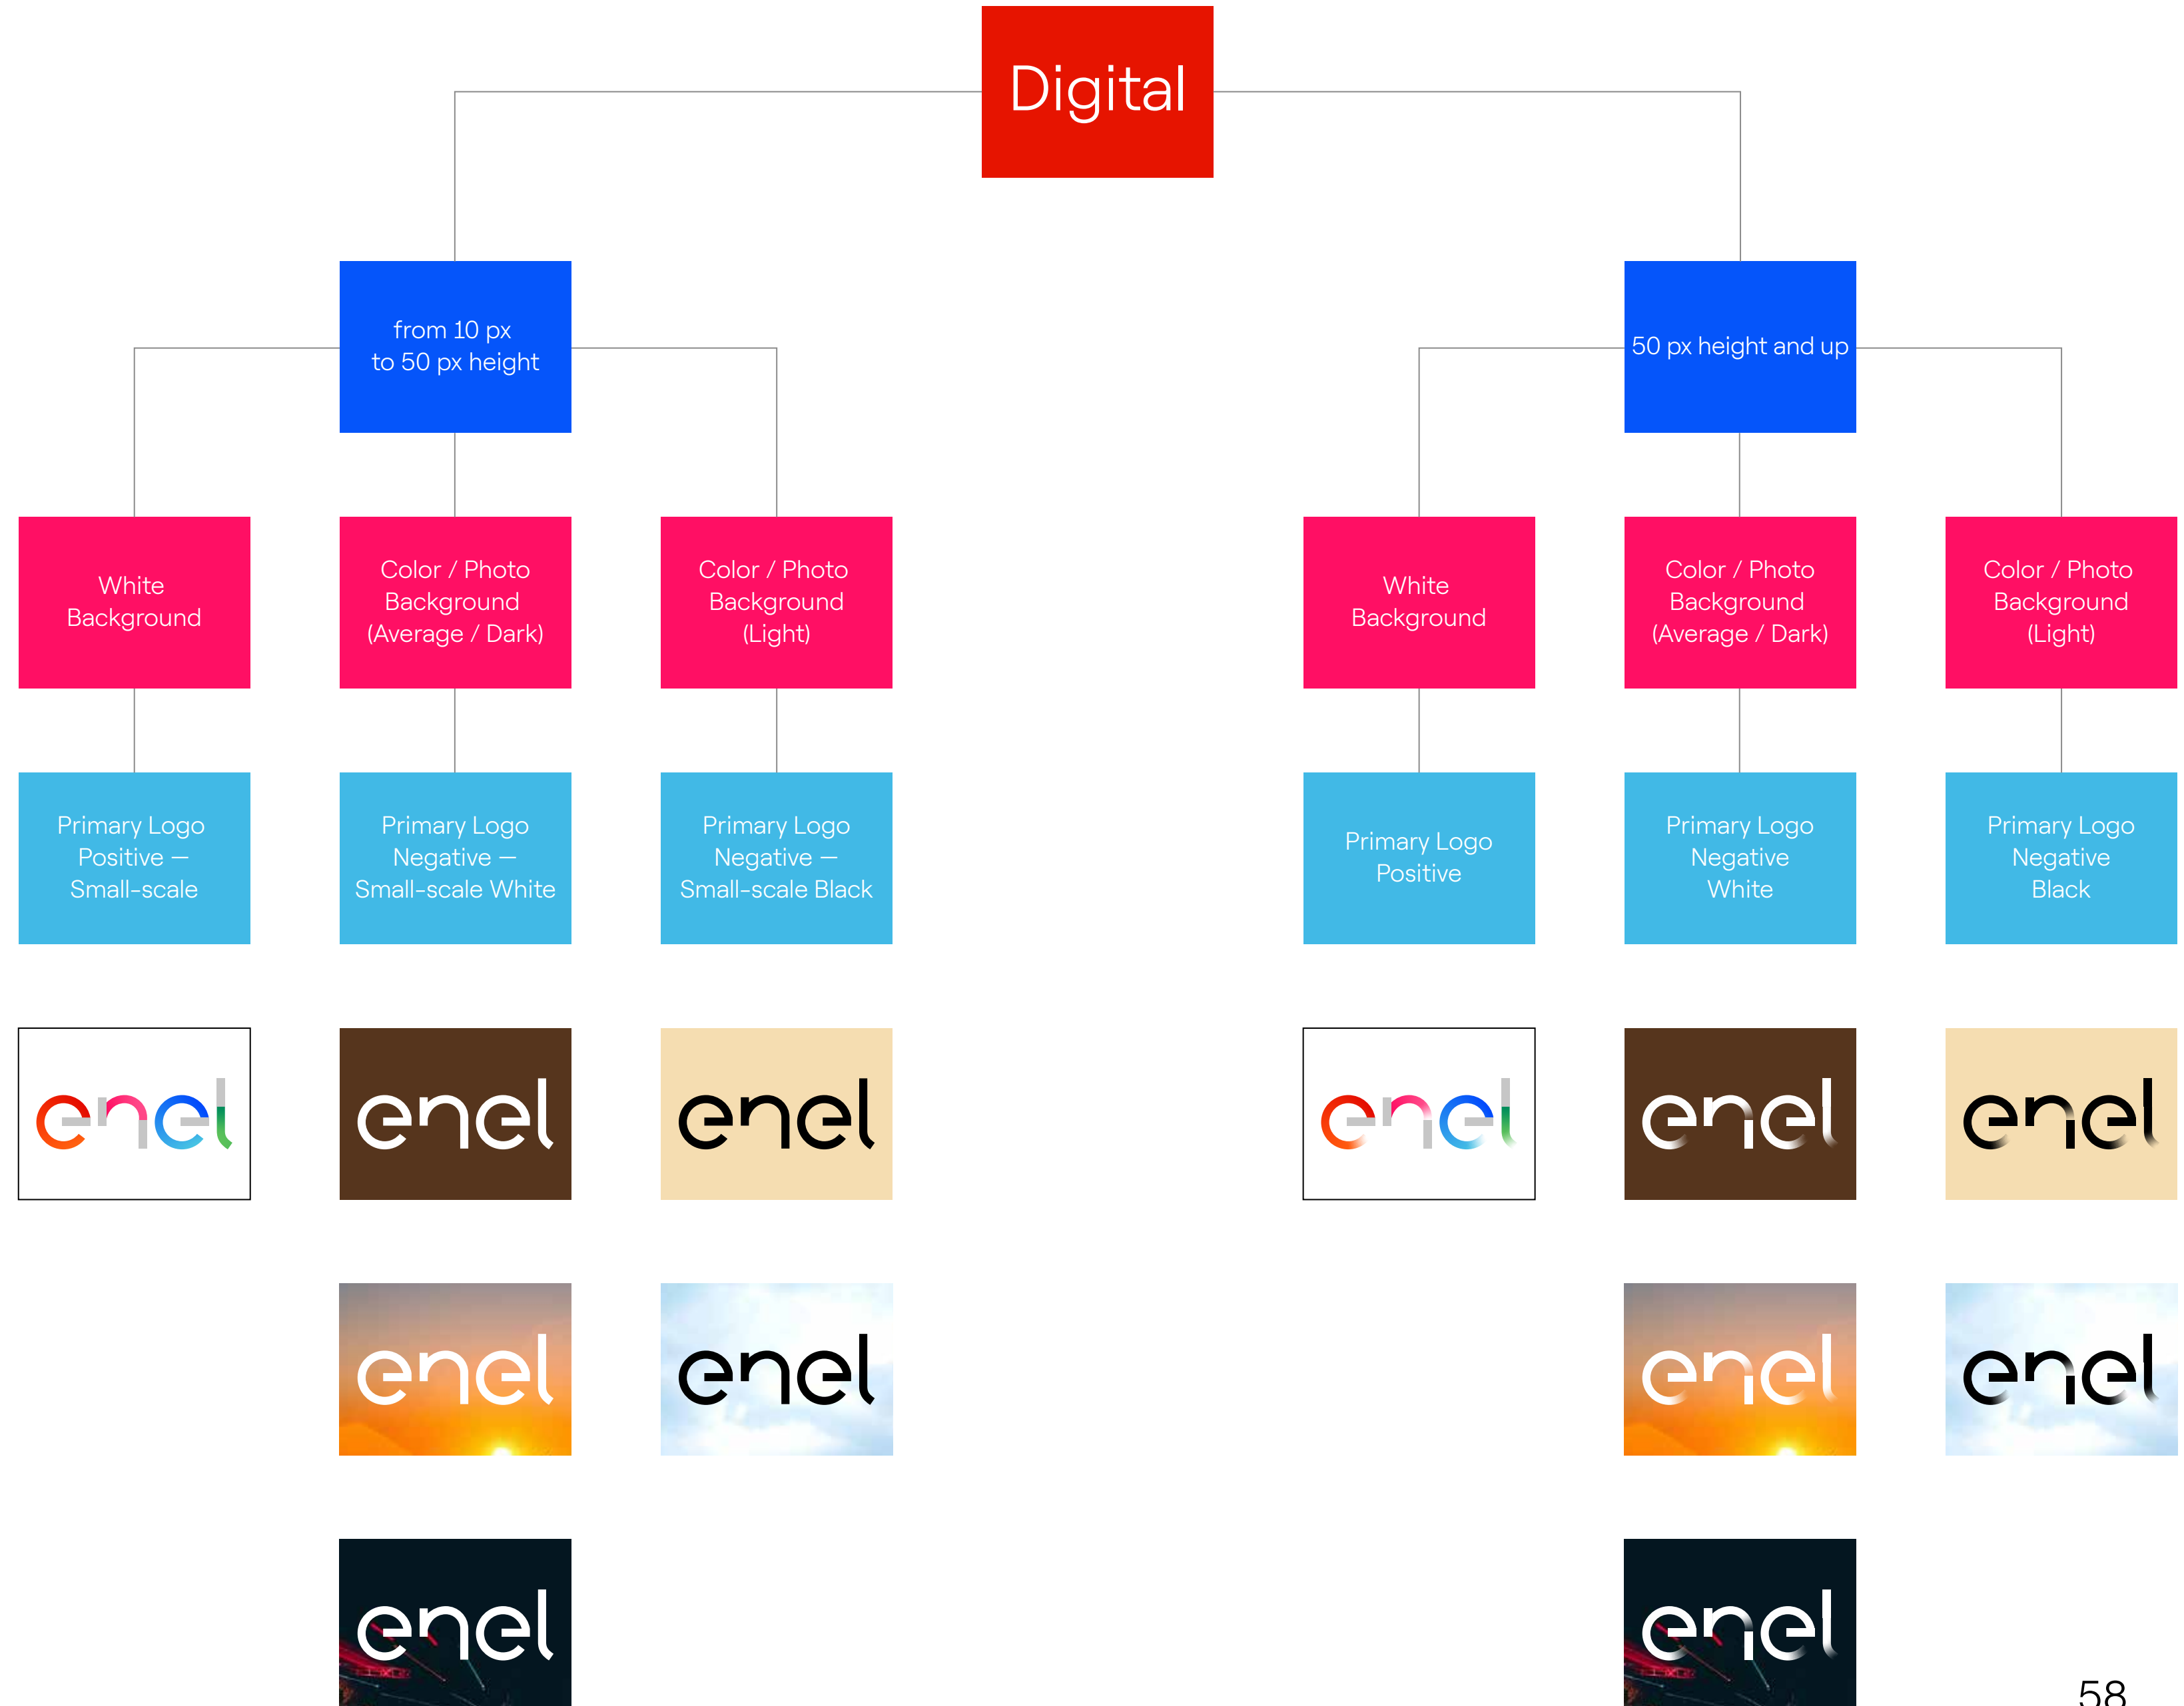 Digital
from 10 px
to 50 px height
50 px height and up
White
Background
Color / Photo
Background
(Average / Dark)
Color / Photo
Background
(Light)
White
Background
Color / Photo
Background
(Average / Dark)
Color / Photo
Background
(Light)
Primary Logo
Positive —
Small-scale
Primary Logo
Negative —
Small-scale White
Primary Logo
Negative —
Small-scale Black
Primary Logo
Positive
Primary Logo
Negative
White
Primary Logo
Negative
Black
enel
enel
enel
enel
enel
enel
enel
enel
enel
enel
enel
enel
58